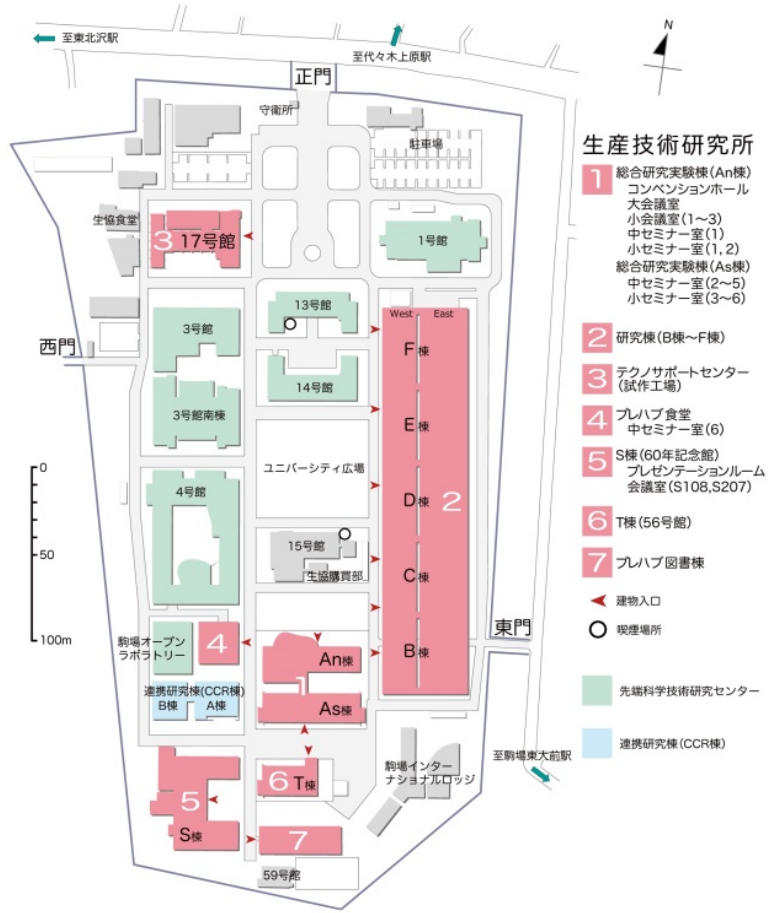 N
至東北沢駅
至代々木上原駅
正門
守衛所
駐車場
生協食堂
3 17号館
1号館
13号館
West East
3号館
F棟
西門
14号館
3号館南棟
E棟
ユニバーシティ広場
0
4号館
D棟
2
50
15号館
生協購買部
C棟
100m
駒場オープン
ラボラトリー
4
東門
An棟
B棟
1
連携研究棟(CCR棟)
B棟 A棟
As棟
至駒場東大前駅
駒場インター
ナショナルロッジ
6 T棟
5
S棟
7
59号館
生産技術研究所
1 総合研究実験棟(An棟)
コンベンションホール
大会議室
小会議室(1〜3)
中セミナー室(1)
小セミナー室(1, 2)
総合研究実験棟(As棟)
中セミナー室(2〜5)
小セミナー室(3〜6)
2 研究棟(B棟〜F棟)
3 テクノサポートセンター
(試作工場)
4 プレハブ食堂
中セミナー室(6)
5 S棟(60年記念館)
プレゼンテーションルーム
会議室(S108,S207)
6 T棟(56号館)
7 プレハブ図書棟
建物入口
喫煙場所
先端科学技術研究センター
連携研究棟(CCR棟)